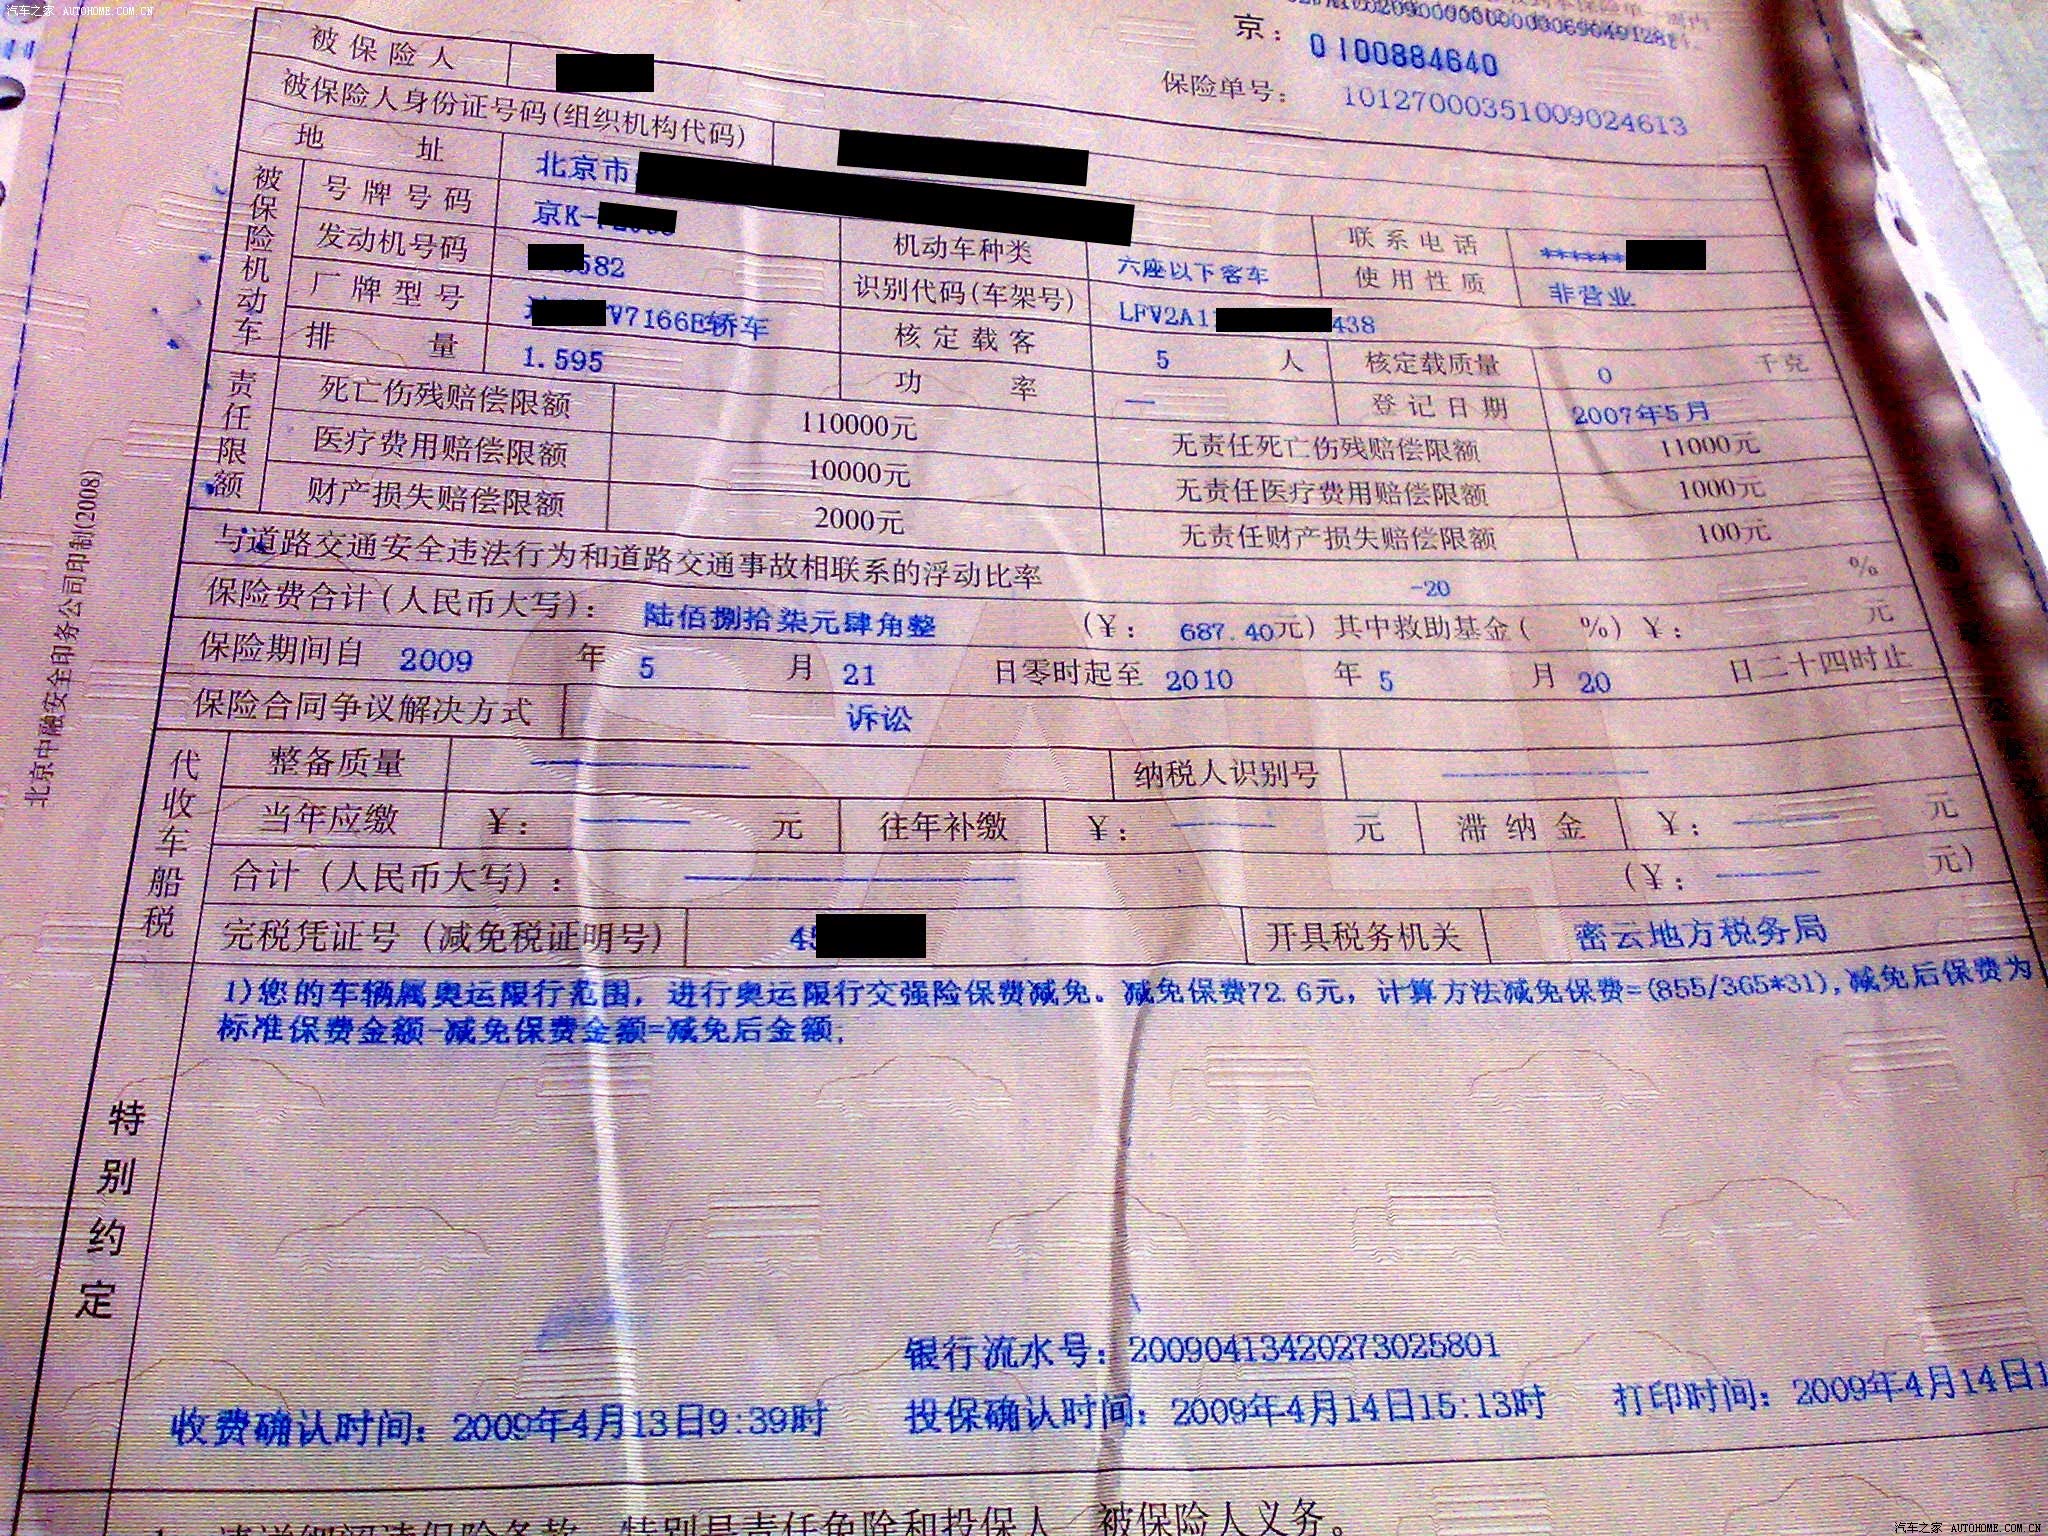 汽车之家 AUTOHOME.COM.CN
京： 0100884640
保险单号： 10127000351009024613
被保险人
被保险人身份证号码(组织机构代码)
地 址 北京市
被保险机动车
号牌号码 京K- 机动车种类 六座以下客车 联系电话 ******
发动机号码 582 识别代码(车架号) LFV2A1 438 使用性质 非营业
厂牌型号 V7166E轿车 核定载客 5 人 核定载质量 0 千克
排 量 1.595 功 率 — 登记日期 2007年5月
责任限额
死亡伤残赔偿限额 110000元 无责任死亡伤残赔偿限额 11000元
医疗费用赔偿限额 10000元 无责任医疗费用赔偿限额 1000元
财产损失赔偿限额 2000元 无责任财产损失赔偿限额 100元
与道路交通安全违法行为和道路交通事故相联系的浮动比率 -20 %
保险费合计(人民币大写)： 陆佰捌拾柒元肆角整 (￥： 687.40元) 其中救助基金( %) ￥： 元
保险期间自 2009 年 5 月 21 日零时起至 2010 年 5 月 20 日二十四时止
保险合同争议解决方式 诉讼
代收车船税
整备质量 纳税人识别号
当年应缴 ￥： 元 往年补缴 ￥： 元 滞纳金 ￥： 元
合计（人民币大写）： (￥： 元)
完税凭证号（减免税证明号） 45 开具税务机关 密云地方税务局
特别约定
1)您的车辆属奥运限行范围，进行奥运限行交强险保费减免。减免保费72.6元，计算方法减免保费=(855/365*31),减免后保费为
标准保费金额-减免保费金额=减免后金额;
银行流水号：20090413420273025801
收费确认时间：2009年4月13日9:39时 投保确认时间：2009年4月14日15:13时 打印时间：2009年4月14日1
被保险人义务。
北京中融安全印务公司印制(2008)
汽车之家 AUTOHOME.COM.CN